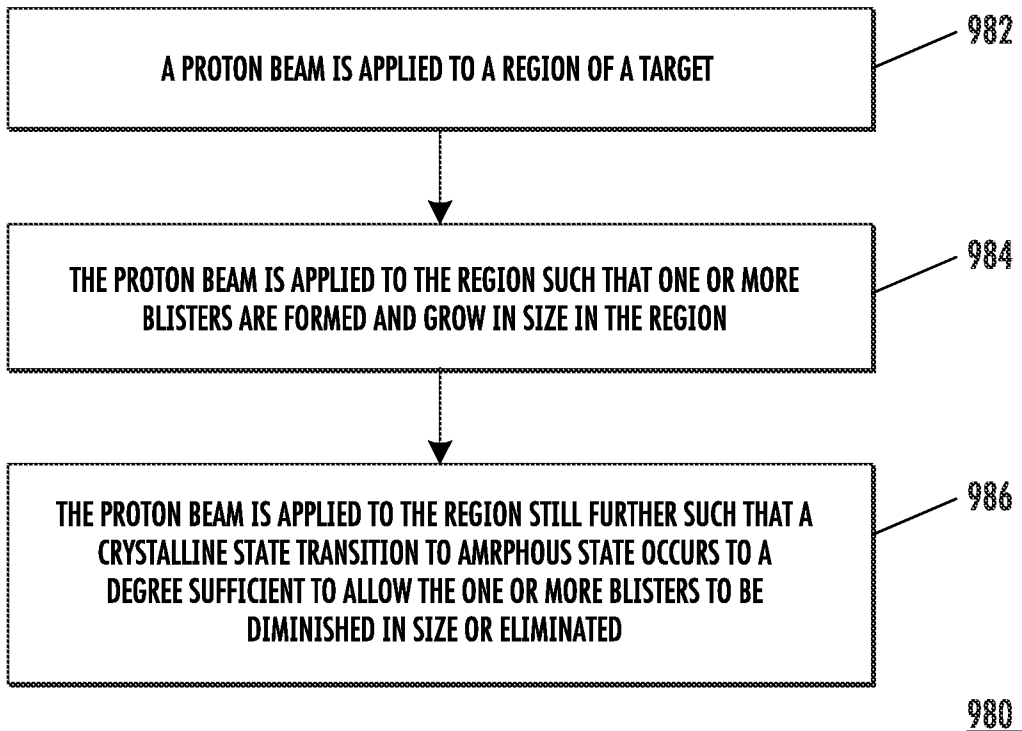 A PROTON BEAM IS APPLIED TO A REGION OF A TARGET
982
THE PROTON BEAM IS APPLIED TO THE REGION SUCH THAT ONE OR MORE
BLISTERS ARE FORMED AND GROW IN SIZE IN THE REGION
984
THE PROTON BEAM IS APPLIED TO THE REGION STILL FURTHER SUCH THAT A
CRYSTALLINE STATE TRANSITION TO AMRPHOUS STATE OCCURS TO A
DEGREE SUFFICIENT TO ALLOW THE ONE OR MORE BLISTERS TO BE
DIMINISHED IN SIZE OR ELIMINATED
986
980